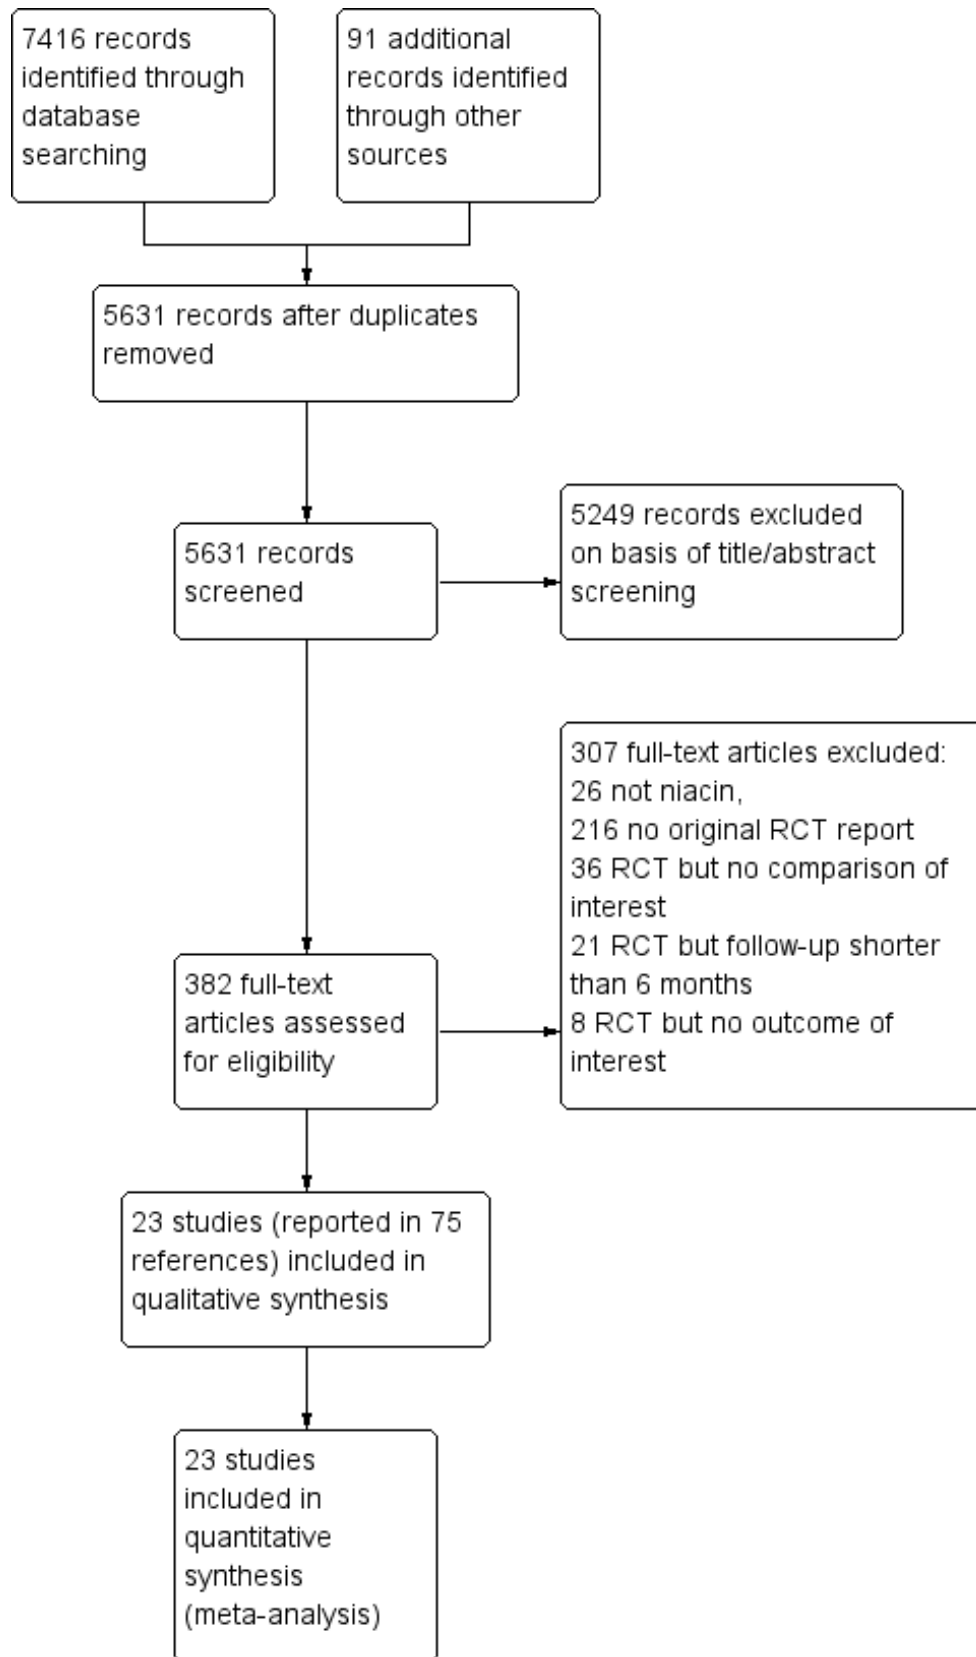 7416 records
identified through
database
searching
91 additional
records identified
through other
sources
5631 records after duplicates
removed
5631 records
screened
5249 records excluded
on basis of title/abstract
screening
307 full-text articles excluded:
26 not niacin,
216 no original RCT report
36 RCT but no comparison of
interest
21 RCT but follow-up shorter
than 6 months
8 RCT but no outcome of
interest
382 full-text
articles assessed
for eligibility
23 studies (reported in 75
references) included in
qualitative synthesis
23 studies
included in
quantitative
synthesis
(meta-analysis)